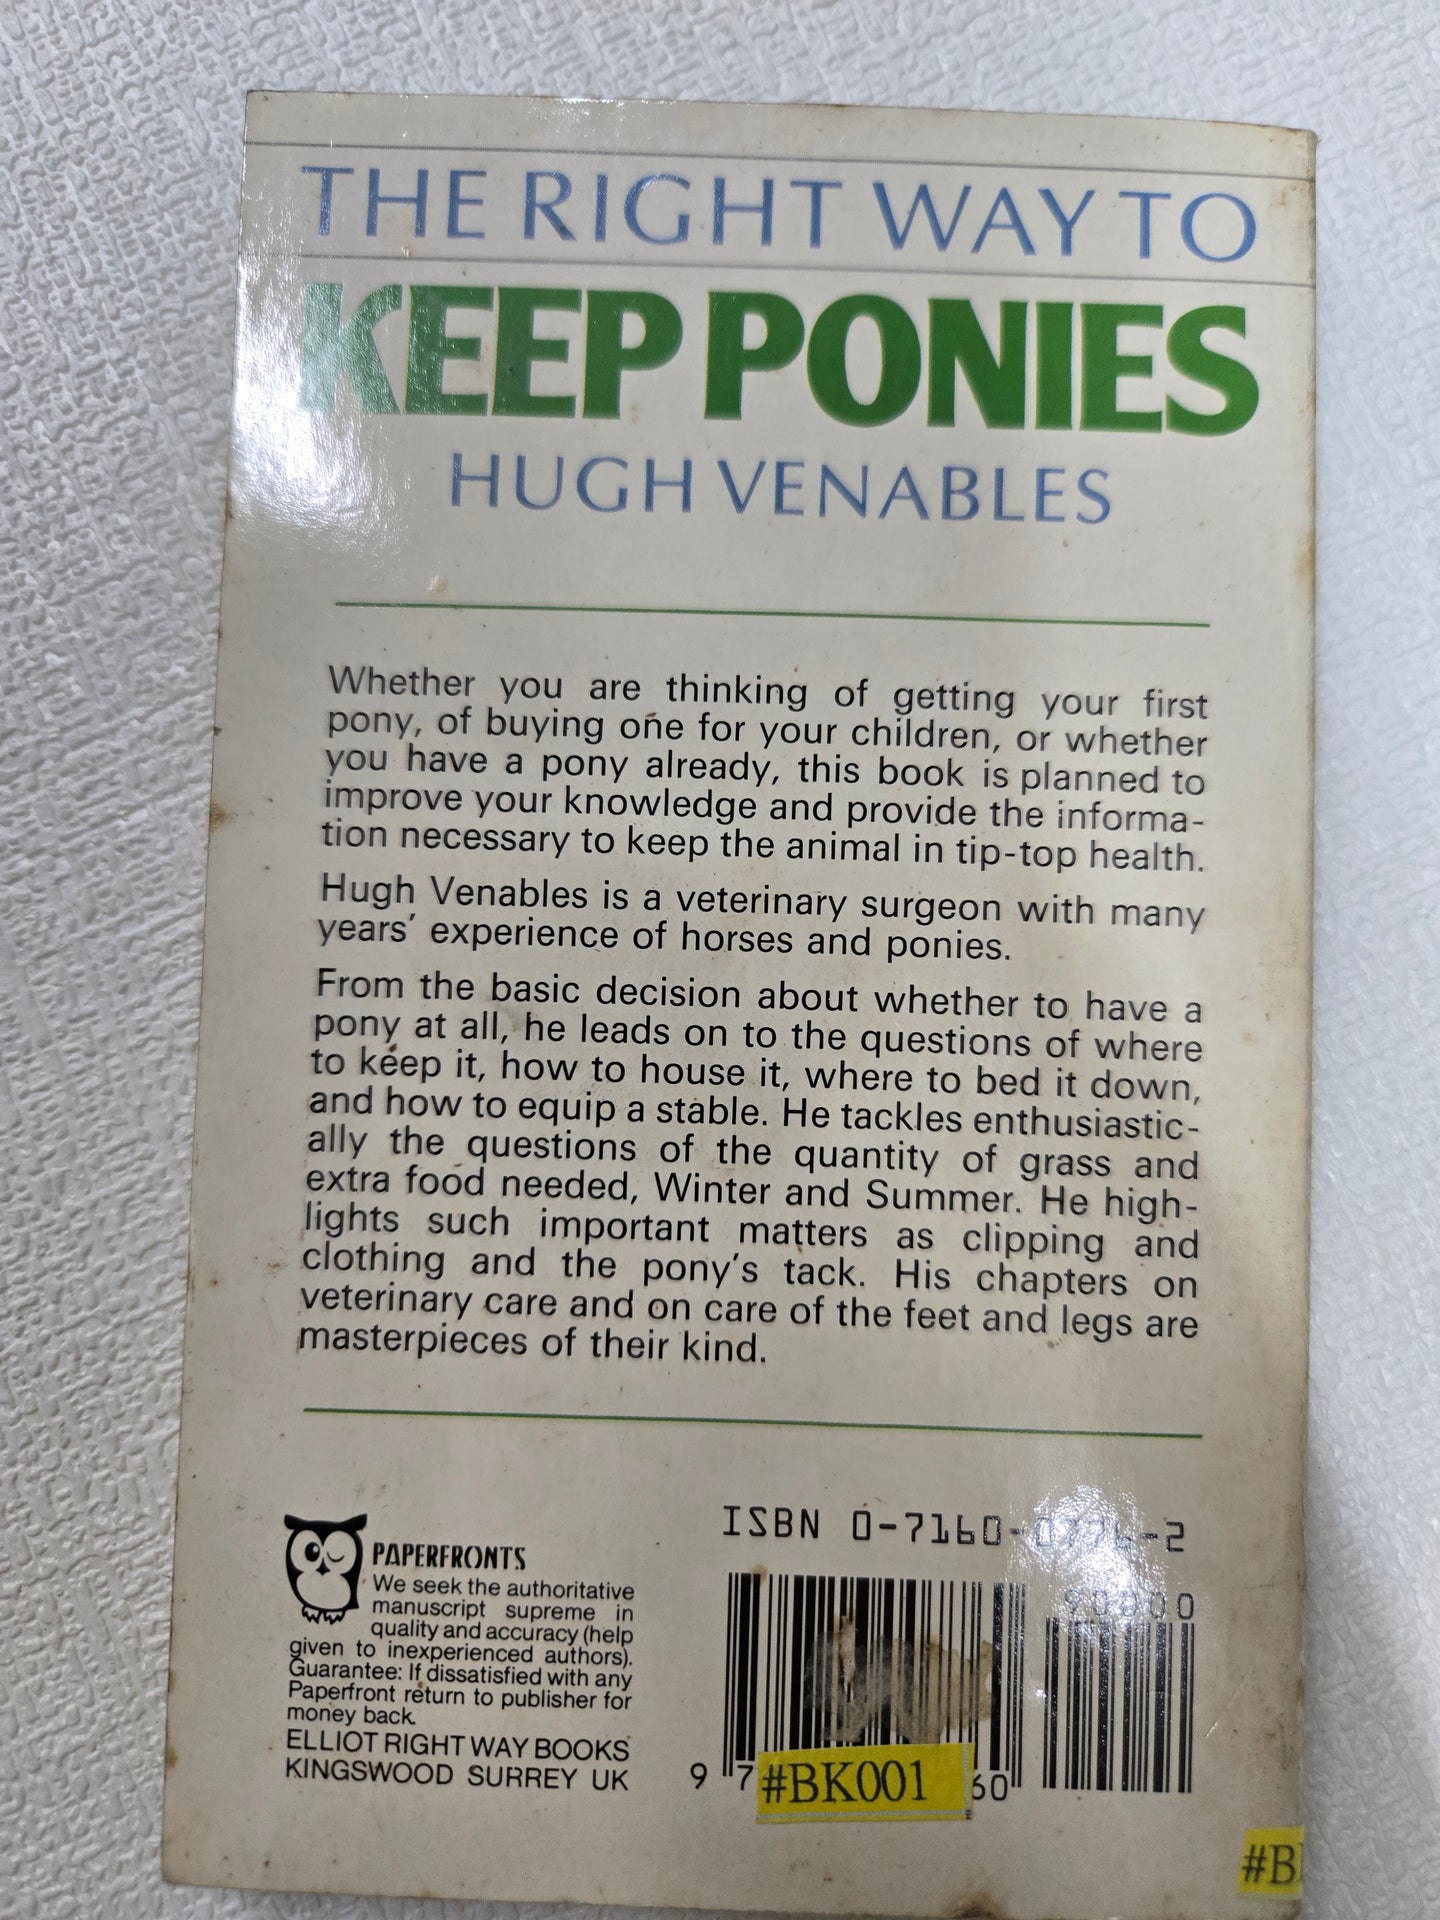 THE RIGHT WAY TO
KEEP PONIES
HUGH VENABLES
Whether you are thinking of getting your first
pony, of buying one for your children, or whether
you have a pony already, this book is planned to
improve your knowledge and provide the informa-
tion necessary to keep the animal in tip-top health.
Hugh Venables is a veterinary surgeon with many
years' experience of horses and ponies.
From the basic decision about whether to have a
pony at all, he leads on to the questions of where
to keep it, how to house it, where to bed it down,
and how to equip a stable. He tackles enthusiastic-
ally the questions of the quantity of grass and
extra food needed, Winter and Summer. He high-
lights such important matters as clipping and
clothing and the pony's tack. His chapters on
veterinary care and on care of the feet and legs are
masterpieces of their kind.
PAPERFRONTS
We seek the authoritative
manuscript supreme in
quality and accuracy (help
given to inexperienced authors).
Guarantee: If dissatisfied with any
Paperfront return to publisher for
money back.
ELLIOT RIGHT WAY BOOKS
KINGSWOOD SURREY UK
ISBN 0-7160-0776-2
90000
9 7
#BK001
60
#B